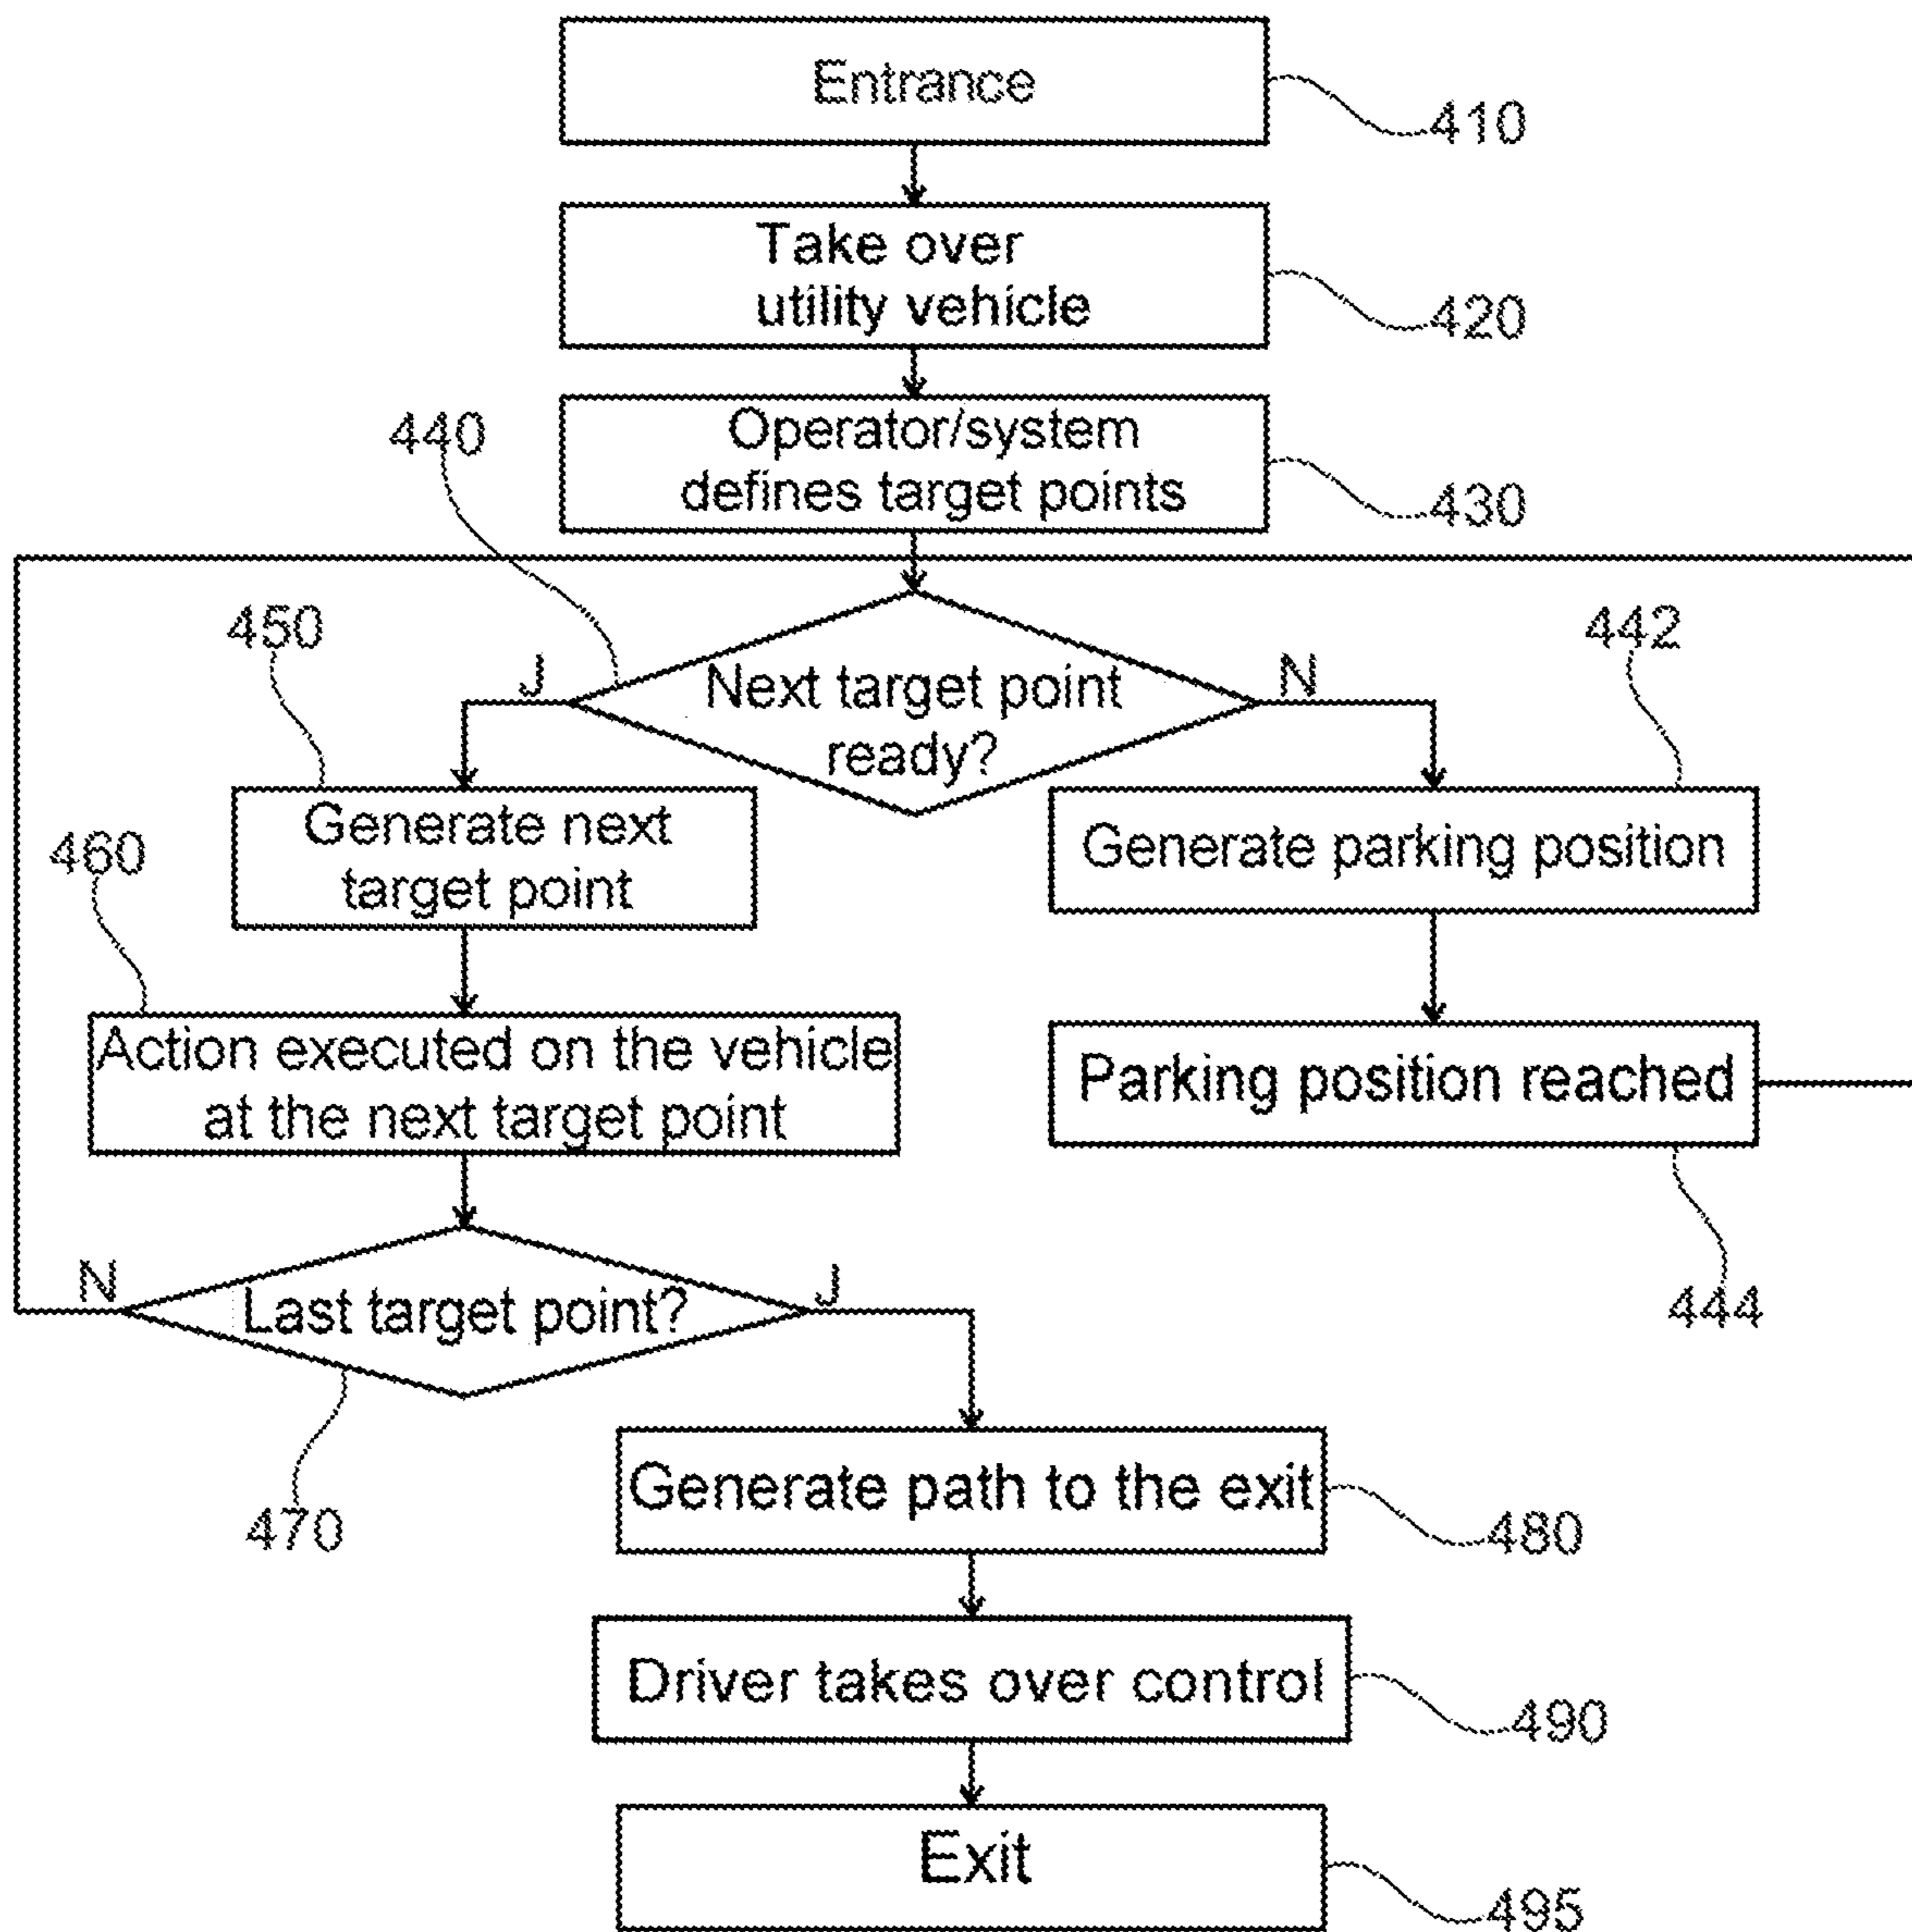 Entrance
410
Take over
utility vehicle
420
Operator/system
defines target points
430
440
Next target point
ready?
J
N
450
442
Generate next
target point
Generate parking position
460
Action executed on the vehicle
at the next target point
Parking position reached
444
N
Last target point?
J
470
Generate path to the exit
480
Driver takes over control
490
Exit
495